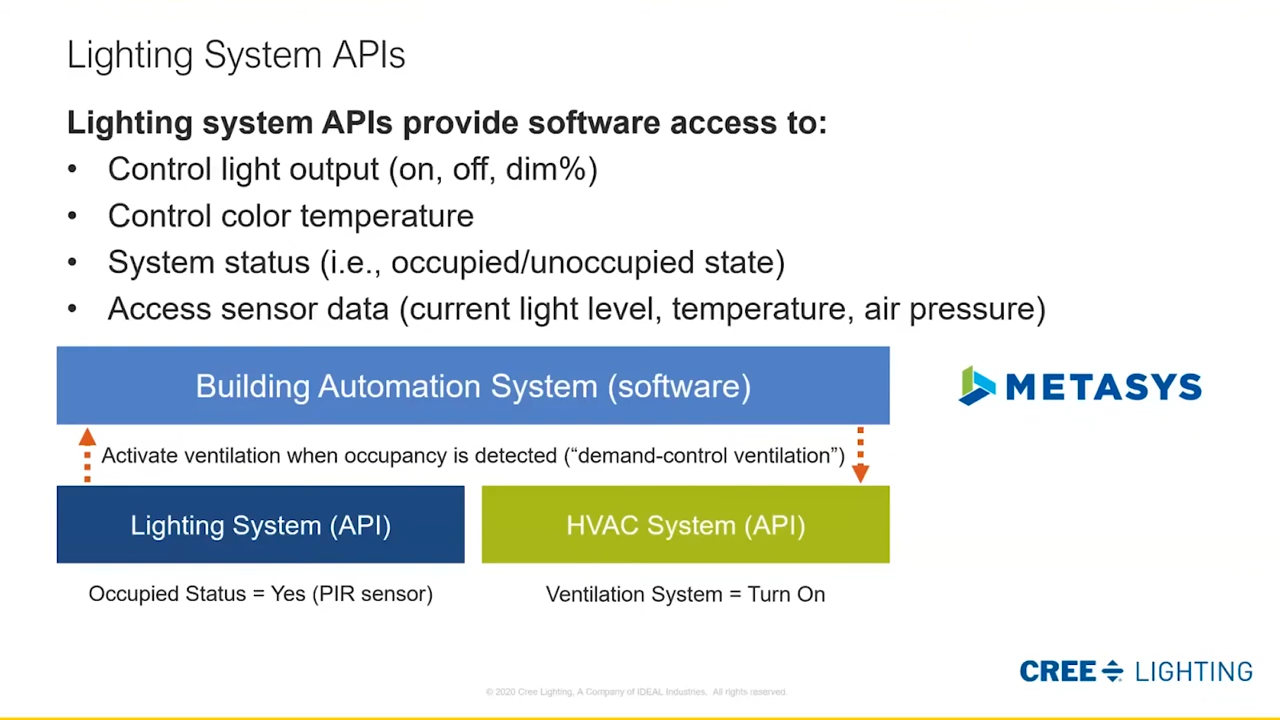 Lighting System APIs
Lighting system APIs provide software access to:
• Control light output (on, off, dim%)
• Control color temperature
• System status (i.e., occupied/unoccupied state)
• Access sensor data (current light level, temperature, air pressure)
Building Automation System (software)
METASYS
Activate ventilation when occupancy is detected (“demand-control ventilation”)
Lighting System (API)
HVAC System (API)
Occupied Status = Yes (PIR sensor)
Ventilation System = Turn On
CREE LIGHTING
© 2020 Cree Lighting, A Company of IDEAL Industries. All rights reserved.